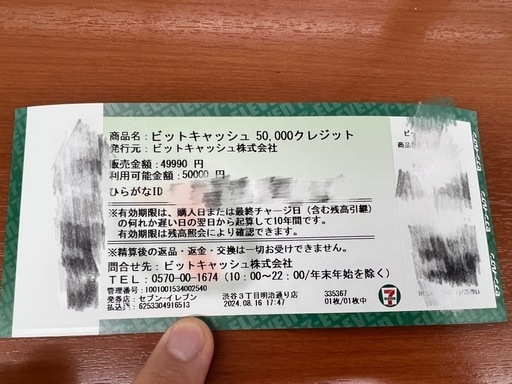 商品名：ビットキャッシュ 50,000クレジット
発行元：ビットキャッシュ株式会社
販売金額：49990 円
利用可能金額：50000 円
ひらがなID
※有効期限は、購入日または最終チャージ日（含む残高引継）
の何れか遅い日の翌日から起算して10年間です。
有効期限は残高照会により確認できます。
※精算後の返品・返金・交換は一切お受けできません。
問合せ先：ビットキャッシュ株式会社
TEL：0570-00-1674（10:00～22:00/年末年始を除く）
管理番号：I001001534002540
発券店：セブン-イレブン 渋谷3丁目明治通り店 335367
払込票：6253304916513 2024.08.16 17:47 01枚/01枚中